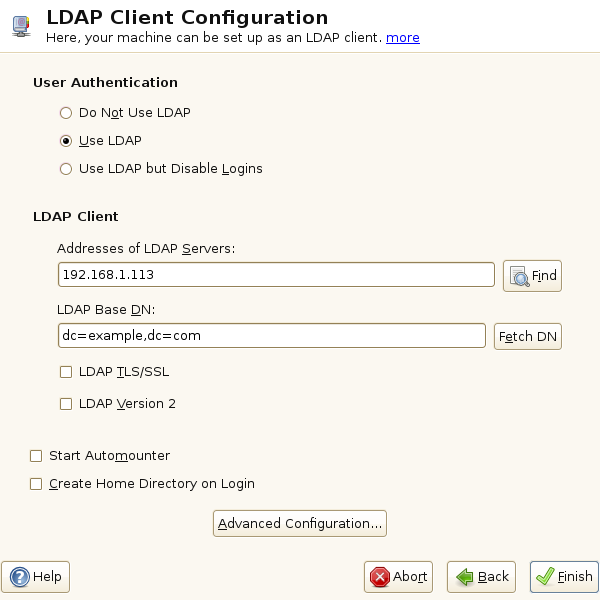 LDAP Client Configuration
Here, your machine can be set up as an LDAP client. more
User Authentication
Do Not Use LDAP
Use LDAP
Use LDAP but Disable Logins
LDAP Client
Addresses of LDAP Servers:
192.168.1.113
Find
LDAP Base DN:
dc=example,dc=com
Fetch DN
LDAP TLS/SSL
LDAP Version 2
Start Automounter
Create Home Directory on Login
Advanced Configuration...
Help
Abort
Back
Finish